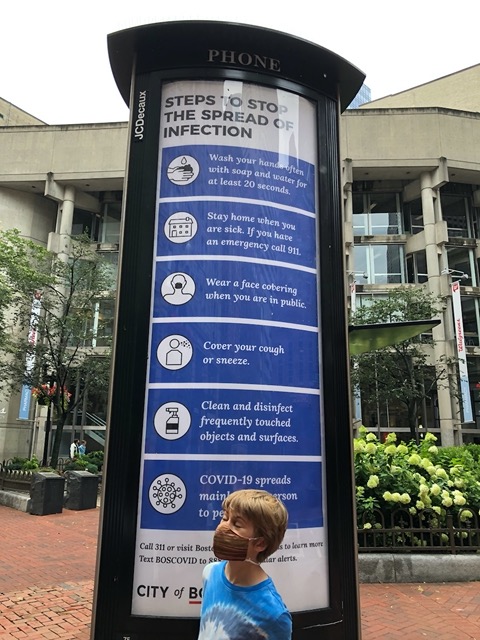 PHONE
JCDecaux
STEPS TO STOP
THE SPREAD OF
INFECTION
Wash your hands often
with soap and water for
at least 20 seconds.
Stay home when you
are sick. If you have
an emergency call 911.
Wear a face covering
when you are in public.
Cover your cough
or sneeze.
Clean and disinfect
frequently touched
objects and surfaces.
COVID-19 spreads
to
Call 311 or visit to learn more
Text BOSCOVID to alerts.
CITY of
Walgreens